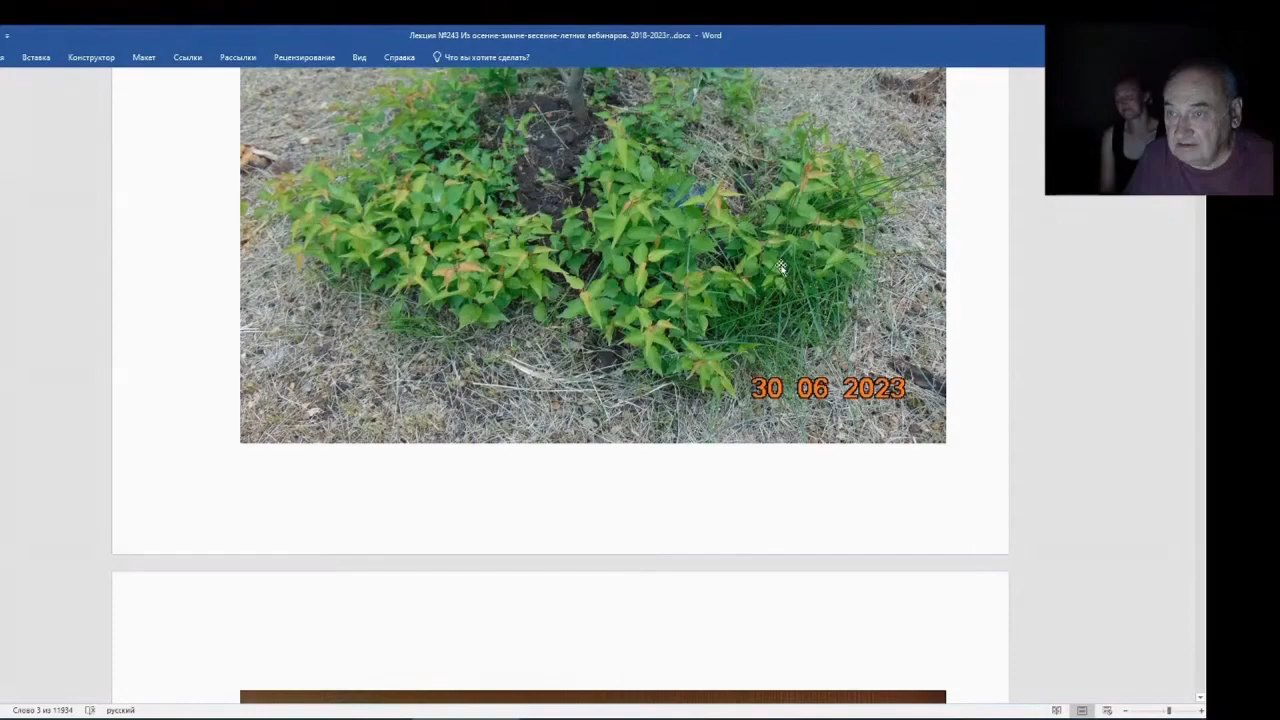 Лекция №243 Из осенне-зимне-весенне-летних вебинаров. 2018-2023г..docx - Word
Вставка Конструктор Макет Ссылки Рассылки Рецензирование Вид Справка Что вы хотите сделать?
30 06 2023
Слово 3 из 11934 русский